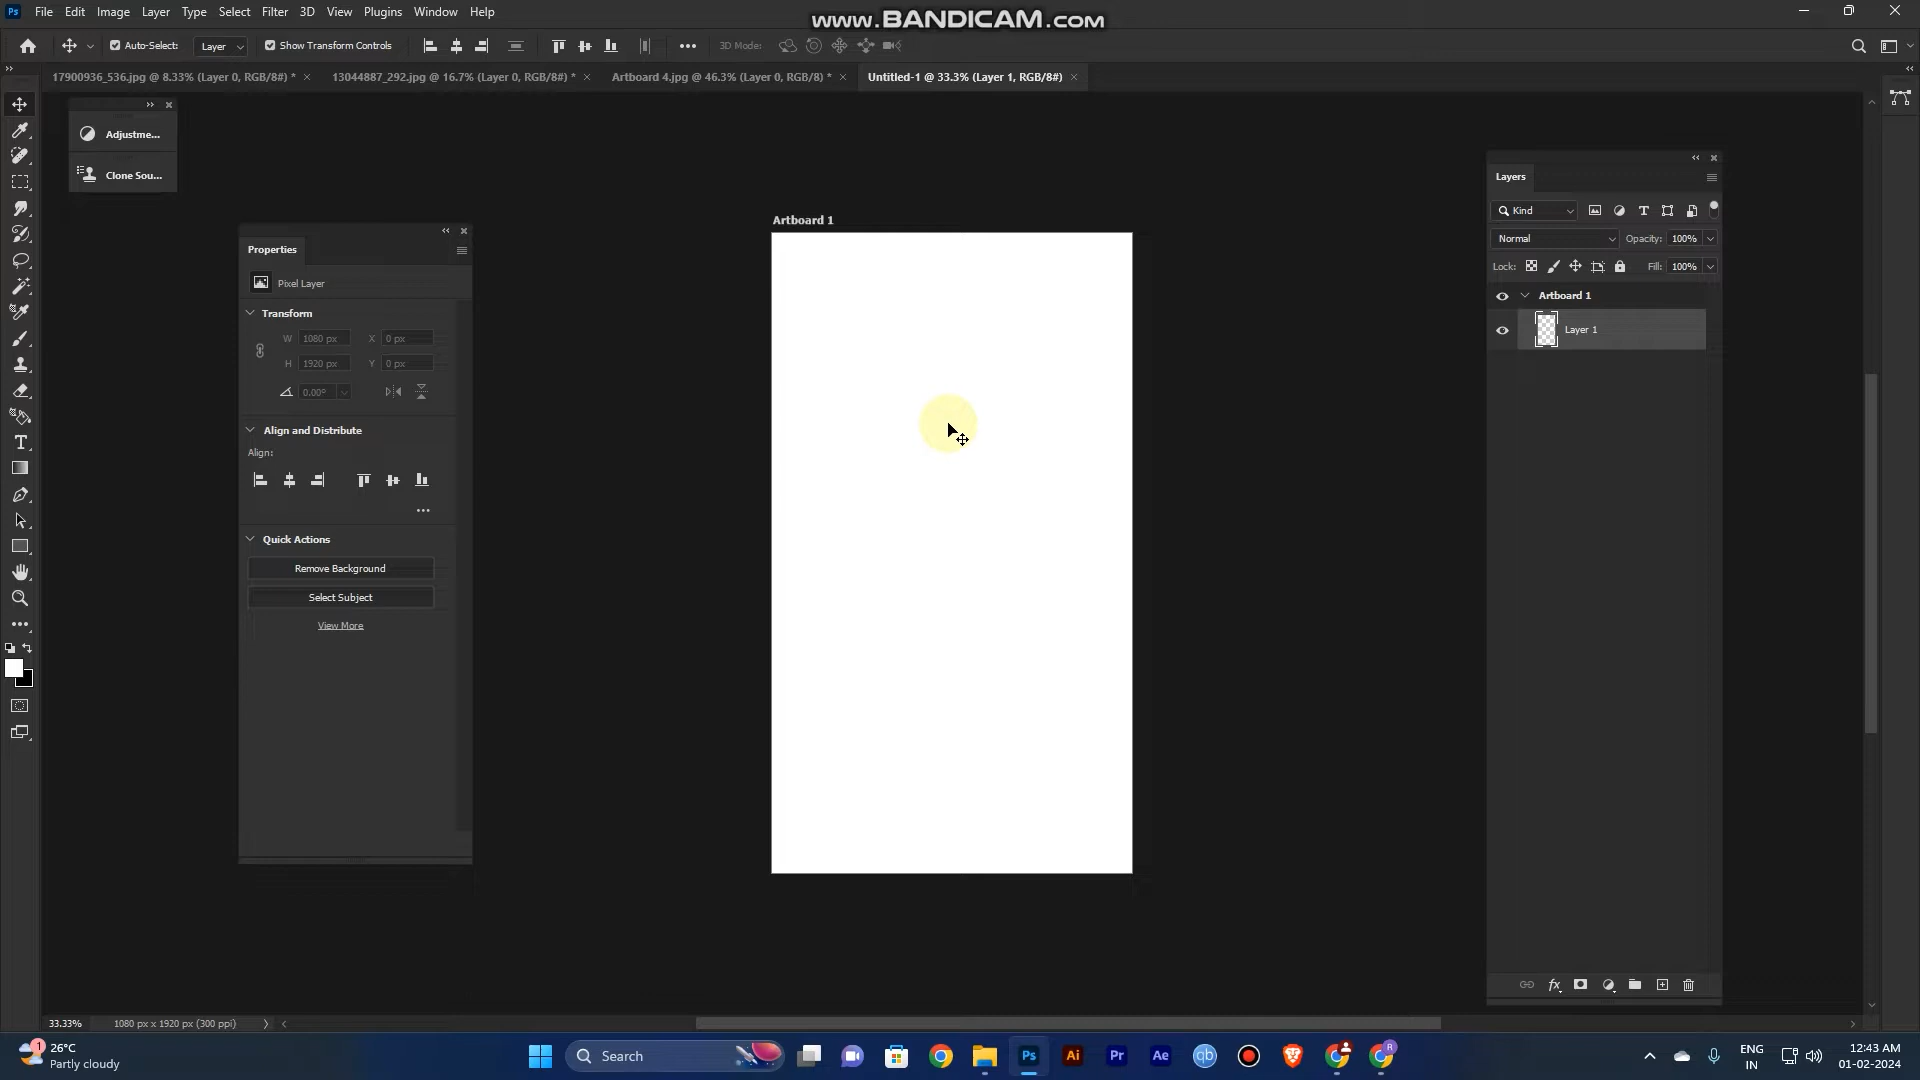 File Edit Image Layer Type Select Filter 3D View Plugins Window Help
www.BANDICAM.com
Auto-Select: Layer Show Transform Controls 3D Mode:
17900936_536.jpg @ 8.33% (Layer 0, RGB/8#) *
13044887_292.jpg @ 16.7% (Layer 0, RGB/8#) *
Artboard 4.jpg @ 46.3% (Layer 0, RGB/8) *
Untitled-1 @ 33.3% (Layer 1, RGB/8#)
Adjustme...
Clone Sou...
Properties
Pixel Layer
Transform
W 1080 px X 0 px
H 1920 px Y 0 px
0.00°
Align and Distribute
Align:
Quick Actions
Remove Background
Select Subject
View More
Artboard 1
Layers
Kind
Normal Opacity: 100%
Lock: Fill: 100%
Artboard 1
Layer 1
33.33% 1080 px x 1920 px (300 ppi)
1
26°C
Partly cloudy
Search
Ps Ai Pr Ae qb
R
ENG
IN
12:43 AM
01-02-2024